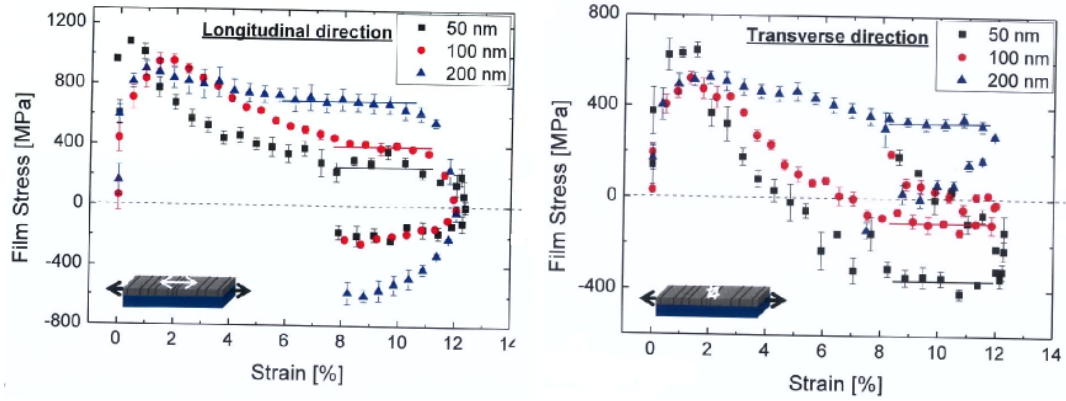 1200
800
400
0
-400
-800
Film Stress [MPa]
Longitudinal direction
50 nm
100 nm
200 nm
0 2 4 6 8 10 12 14
Strain [%]
800
400
0
-400
Film Stress [MPa]
Transverse direction
50 nm
100 nm
200 nm
0 2 4 6 8 10 12 14
Strain [%]